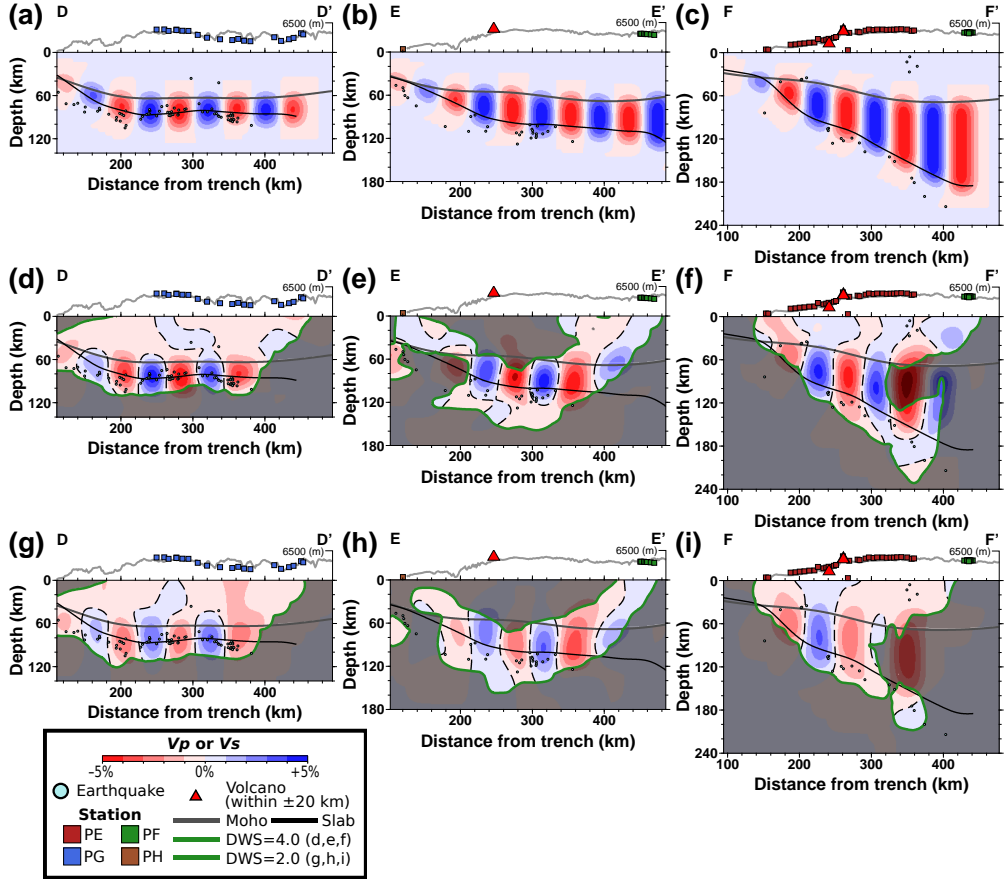 (a) D D' 6500 (m)
0
60
120
Depth (km)
200 300 400
Distance from trench (km)
(b) E E' 6500 (m)
0
60
120
180
Depth (km)
200 300 400
Distance from trench (km)
(c) F F' 6500 (m)
0
60
120
180
240
Depth (km)
100 200 300 400
Distance from trench (km)
(d) D D' 6500 (m)
0
60
120
Depth (km)
200 300 400
Distance from trench (km)
(e) E E' 6500 (m)
0
60
120
180
Depth (km)
200 300 400
Distance from trench (km)
(f) F F' 6500 (m)
0
60
120
180
240
Depth (km)
100 200 300 400
Distance from trench (km)
(g) D D' 6500 (m)
0
60
120
Depth (km)
200 300 400
Distance from trench (km)
(h) E E' 6500 (m)
0
60
120
180
Depth (km)
200 300 400
Distance from trench (km)
(i) F F' 6500 (m)
0
60
120
180
240
Depth (km)
100 200 300 400
Distance from trench (km)
Vp or Vs
-5% 0% +5%
Earthquake
Volcano
(within ±20 km)
Station
PE PF
PG PH
Moho Slab
DWS=4.0 (d,e,f)
DWS=2.0 (g,h,i)